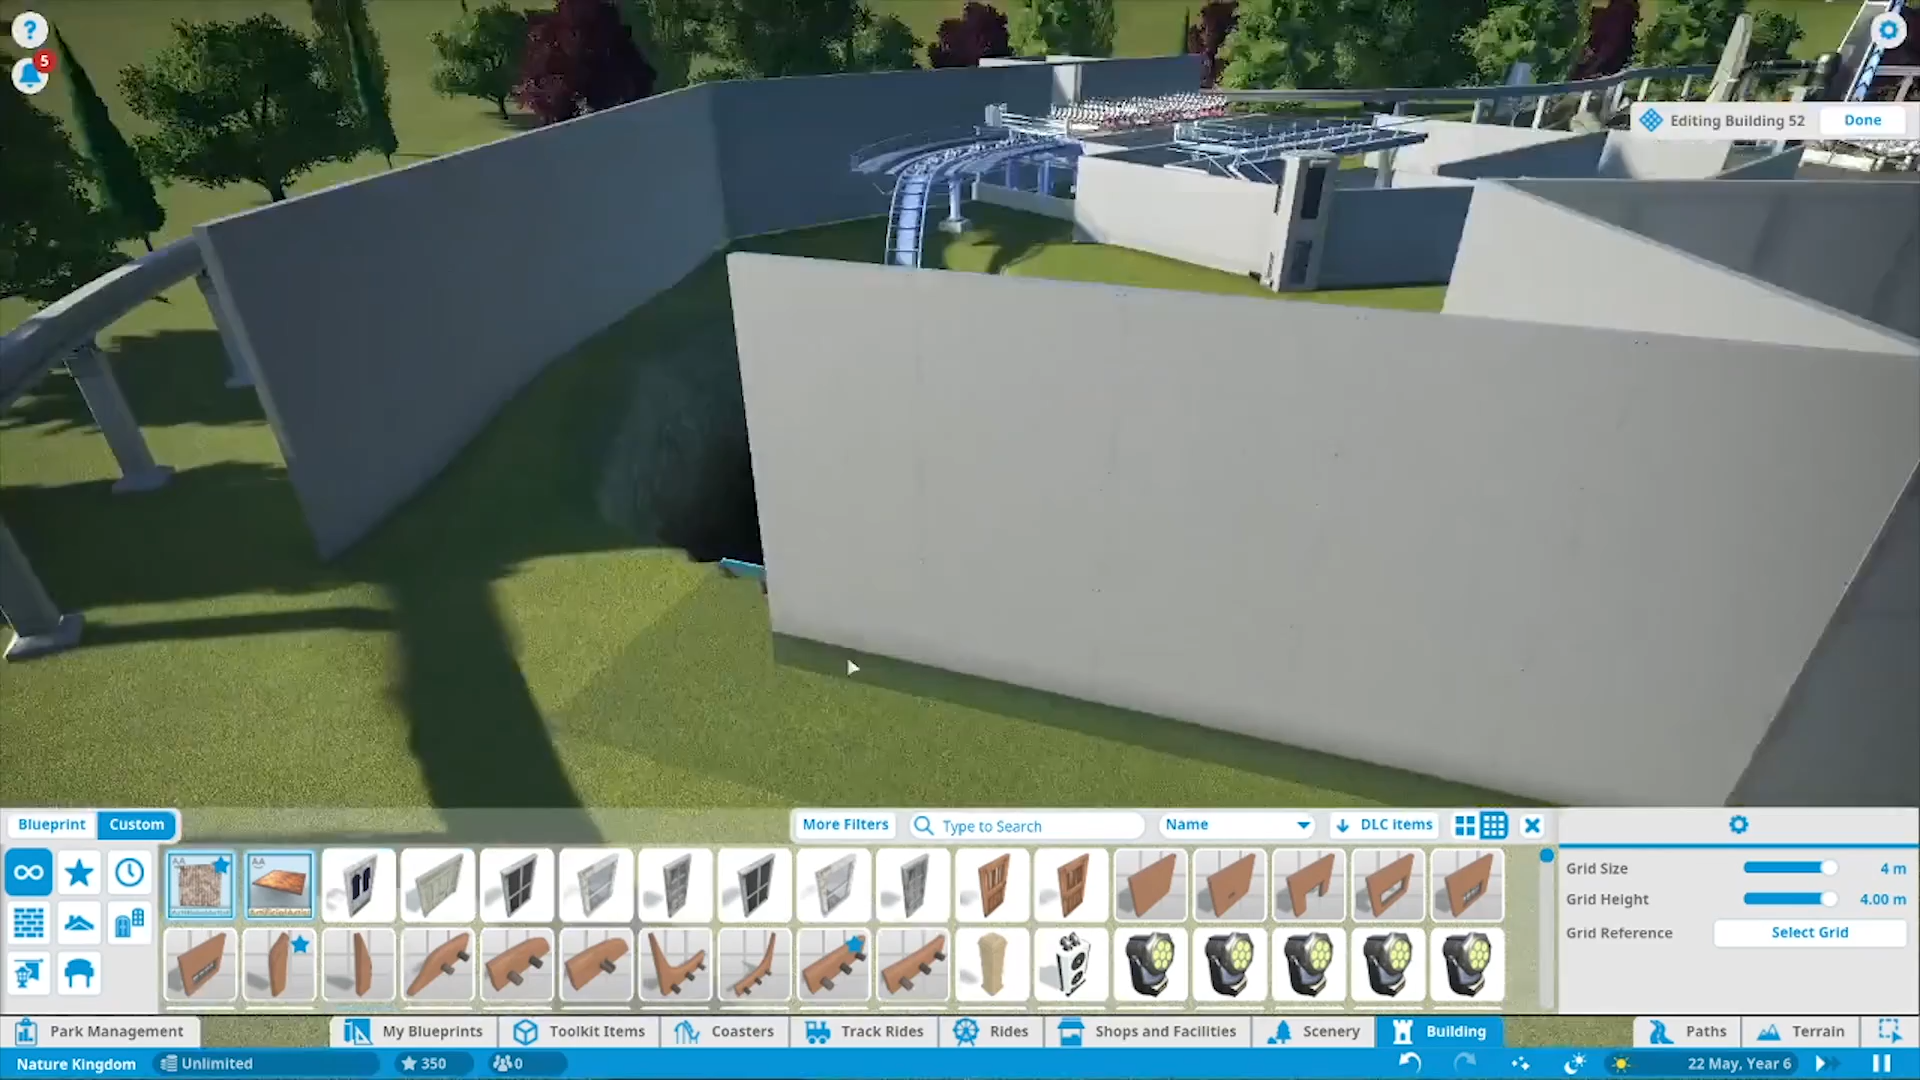 ?
5
Editing Building 52
Done
Blueprint
Custom
More Filters
Type to Search
Name
DLC items
AA
AA
Grid Size
4 m
Grid Height
4.00 m
Grid Reference
Select Grid
Park Management
My Blueprints
Toolkit Items
Coasters
Track Rides
Rides
Shops and Facilities
Scenery
Building
Paths
Terrain
Nature Kingdom
Unlimited
350
0
22 May, Year 6